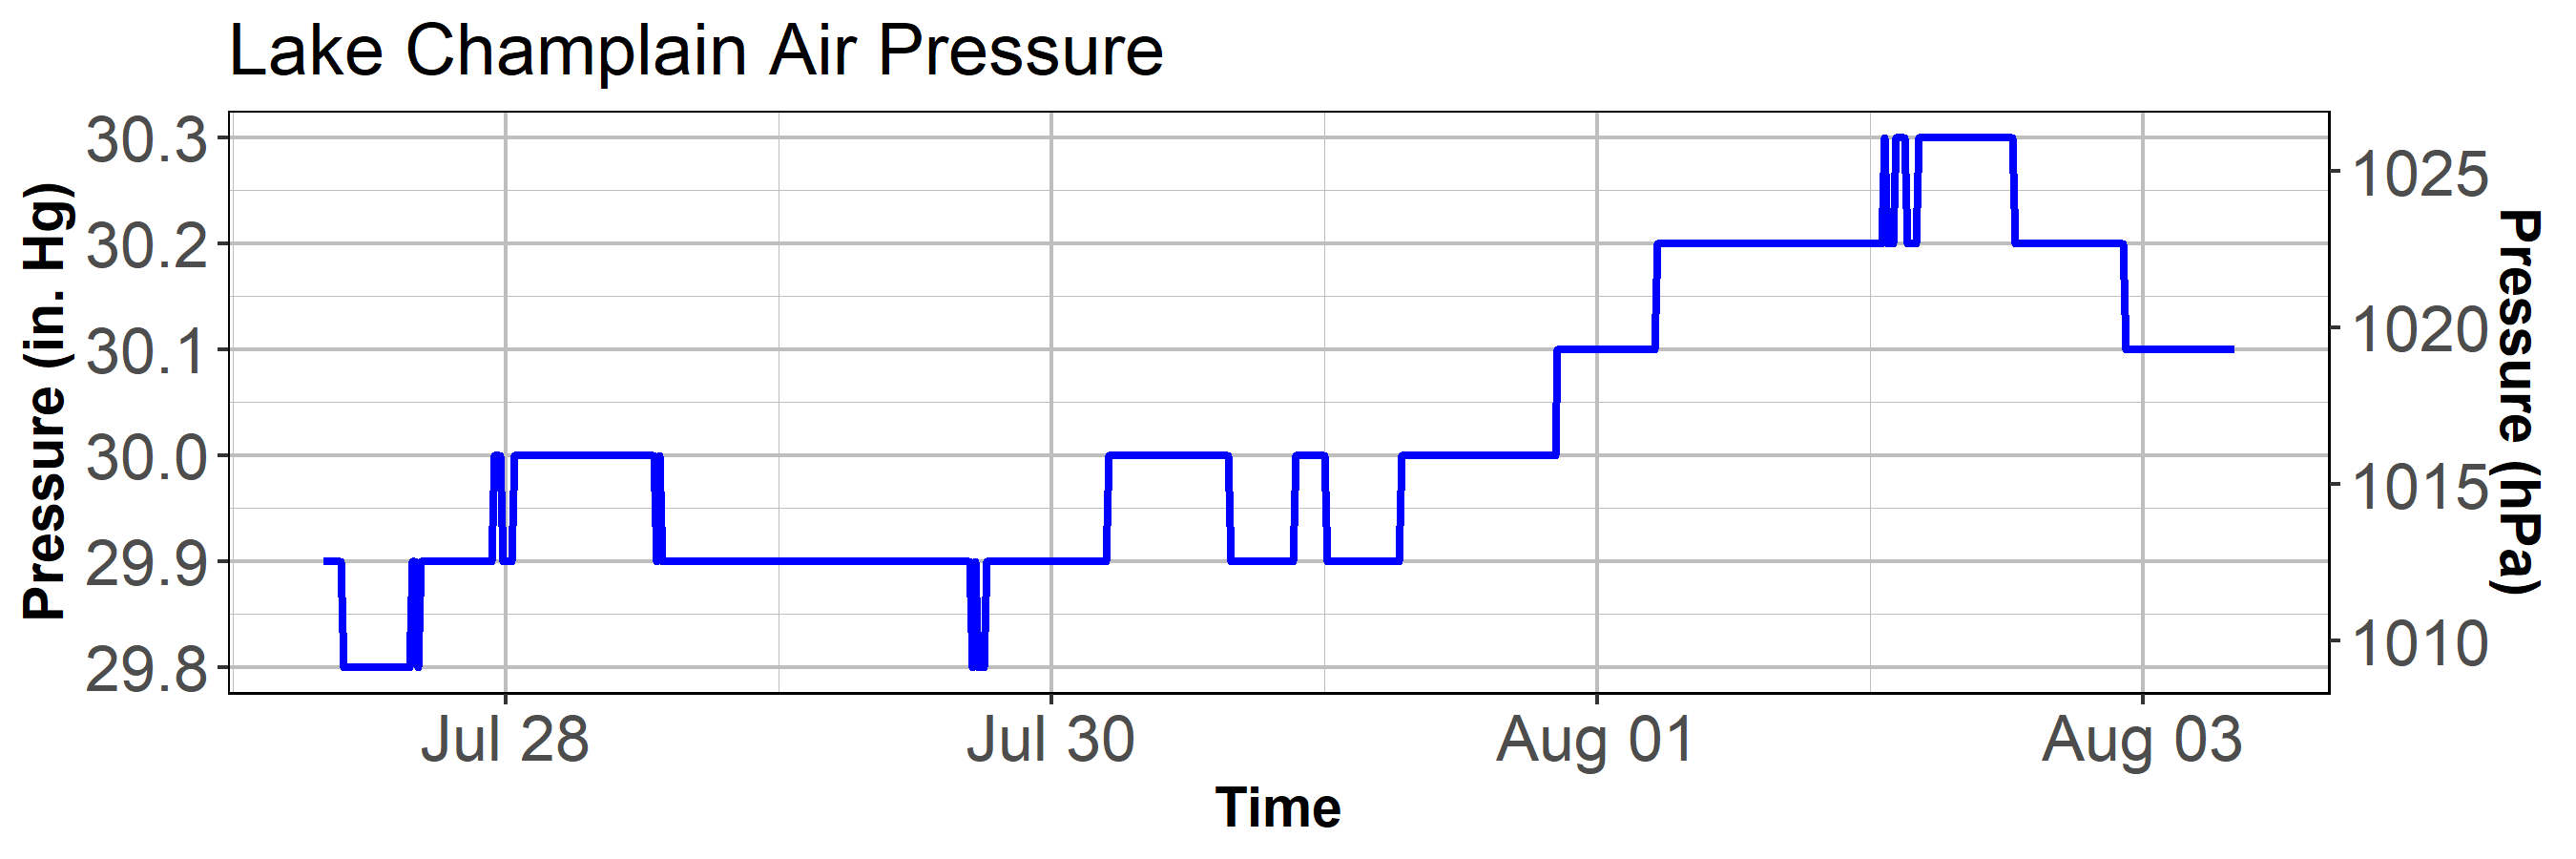 Lake Champlain Air Pressure
Pressure (in. Hg)
30.3
30.2
30.1
30.0
29.9
29.8
1025
1020
1015
1010
Pressure (hPa)
Jul 28
Jul 30
Aug 01
Aug 03
Time